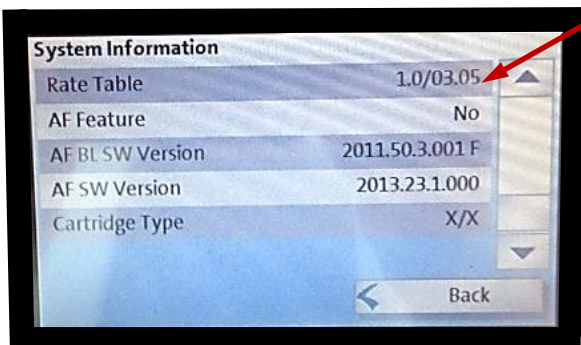 System Information
Rate Table 1.0/03.05
AF Feature No
AF BL SW Version 2011.50.3.001 F
AF SW Version 2013.23.1.000
Cartridge Type X/X
Back